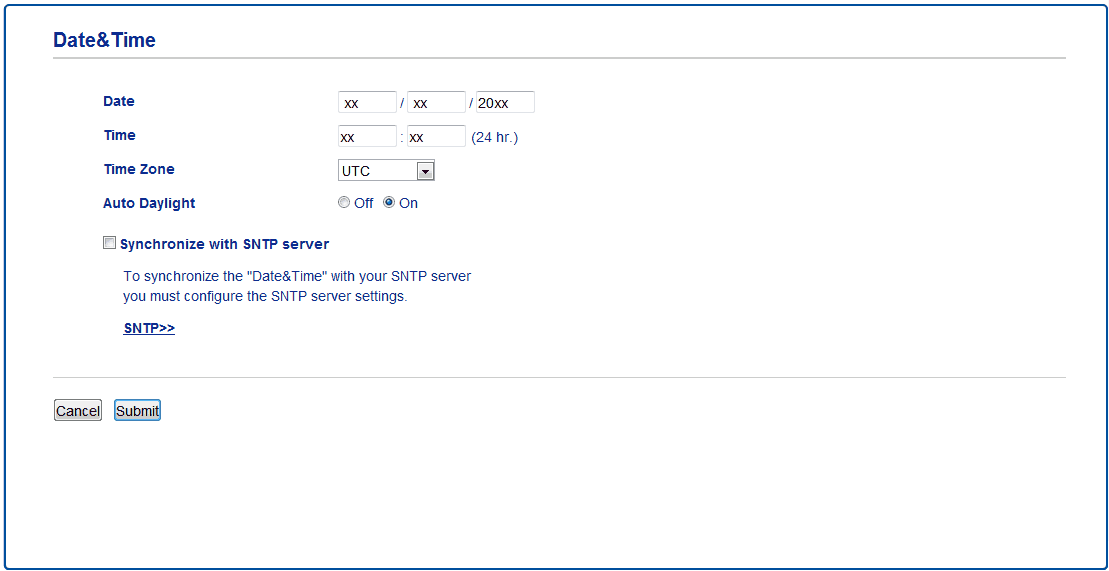 Date&Time
Date xx / xx / 20xx
Time xx : xx (24 hr.)
Time Zone UTC
Auto Daylight Off On
Synchronize with SNTP server
To synchronize the "Date&Time" with your SNTP server
you must configure the SNTP server settings.
SNTP>>
Cancel Submit